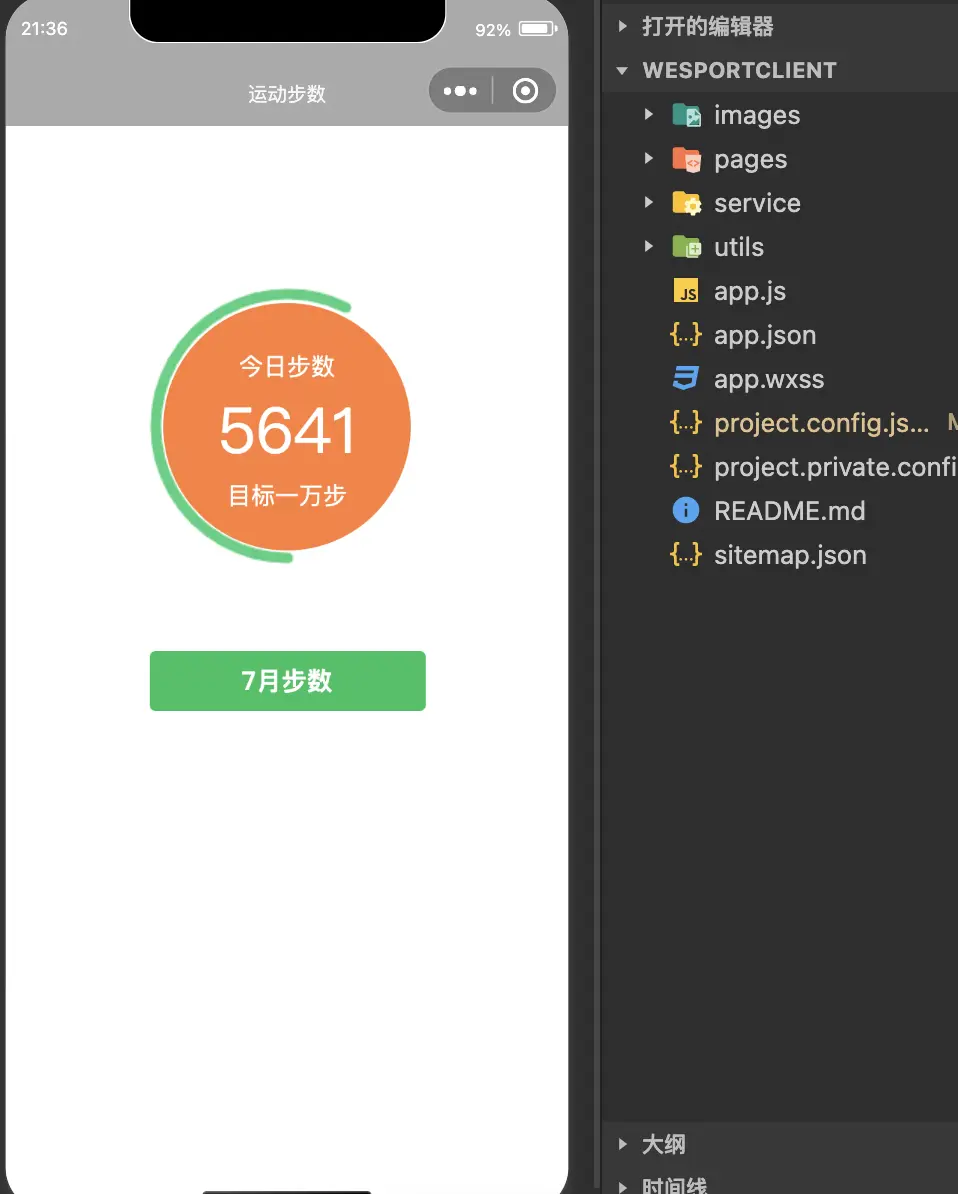 21:36
92%
运动步数
今日步数
5641
目标一万步
7月步数
打开的编辑器
WESPORTCLIENT
images
pages
service
utils
JS app.js
{...} app.json
app.wxss
{...} project.config.js... M
{...} project.private.confi
README.md
{...} sitemap.json
大纲
时间线